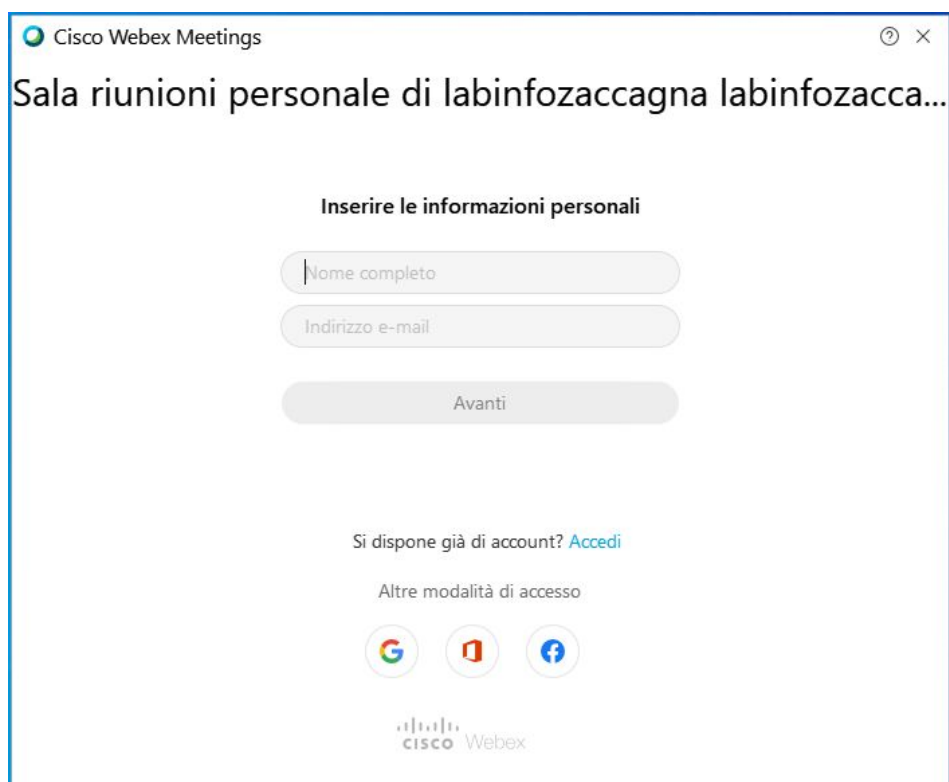 Cisco Webex Meetings
Sala riunioni personale di labinfozaccagna labinfozacca...
Inserire le informazioni personali
Nome completo
Indirizzo e-mail
Avanti
Si dispone già di account? Accedi
Altre modalità di accesso
CISCO Webex